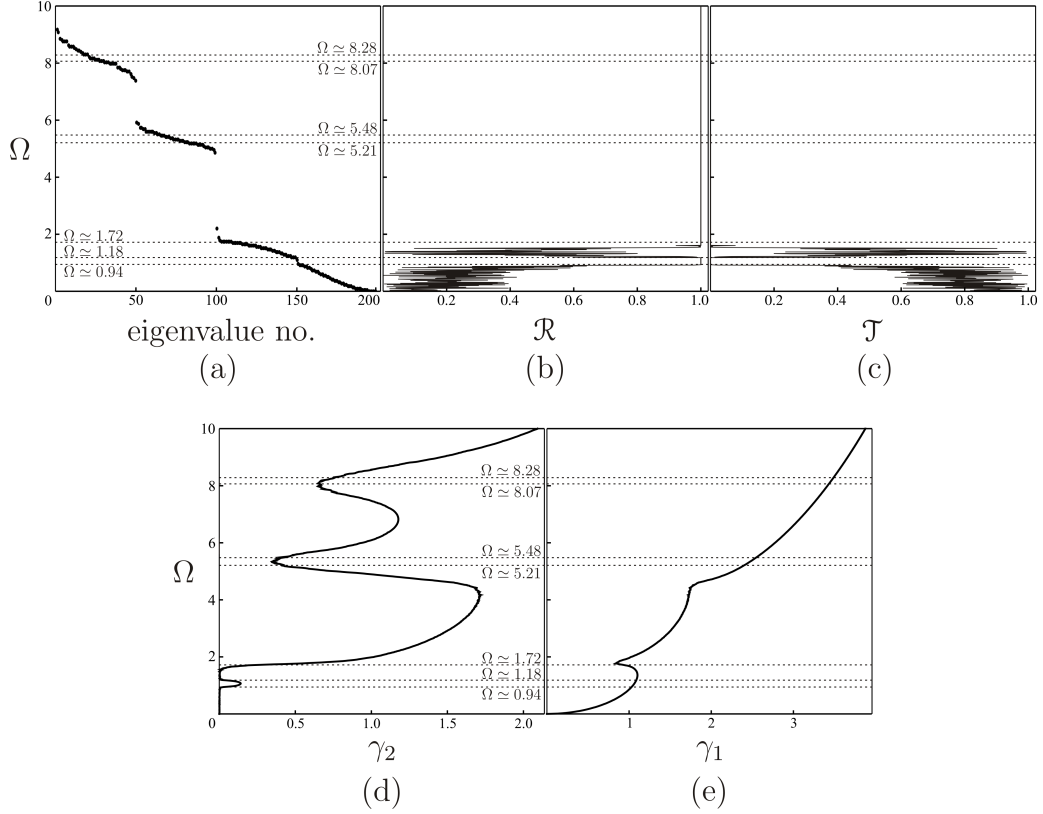 10
8
6
4
2
Ω
Ω ≃ 8.28
Ω ≃ 8.07
Ω ≃ 5.48
Ω ≃ 5.21
Ω ≃ 1.72
Ω ≃ 1.18
Ω ≃ 0.94
0 50 100 150 200
0.2 0.4 0.6 0.8 1.0
0.2 0.4 0.6 0.8 1.0
eigenvalue no. ℛ 𝒯
(a) (b) (c)
10
8
6
4
2
Ω
Ω ≃ 8.28
Ω ≃ 8.07
Ω ≃ 5.48
Ω ≃ 5.21
Ω ≃ 1.72
Ω ≃ 1.18
Ω ≃ 0.94
0 0.5 1.0 1.5 2.0
1 2 3
γ₂ γ₁
(d) (e)